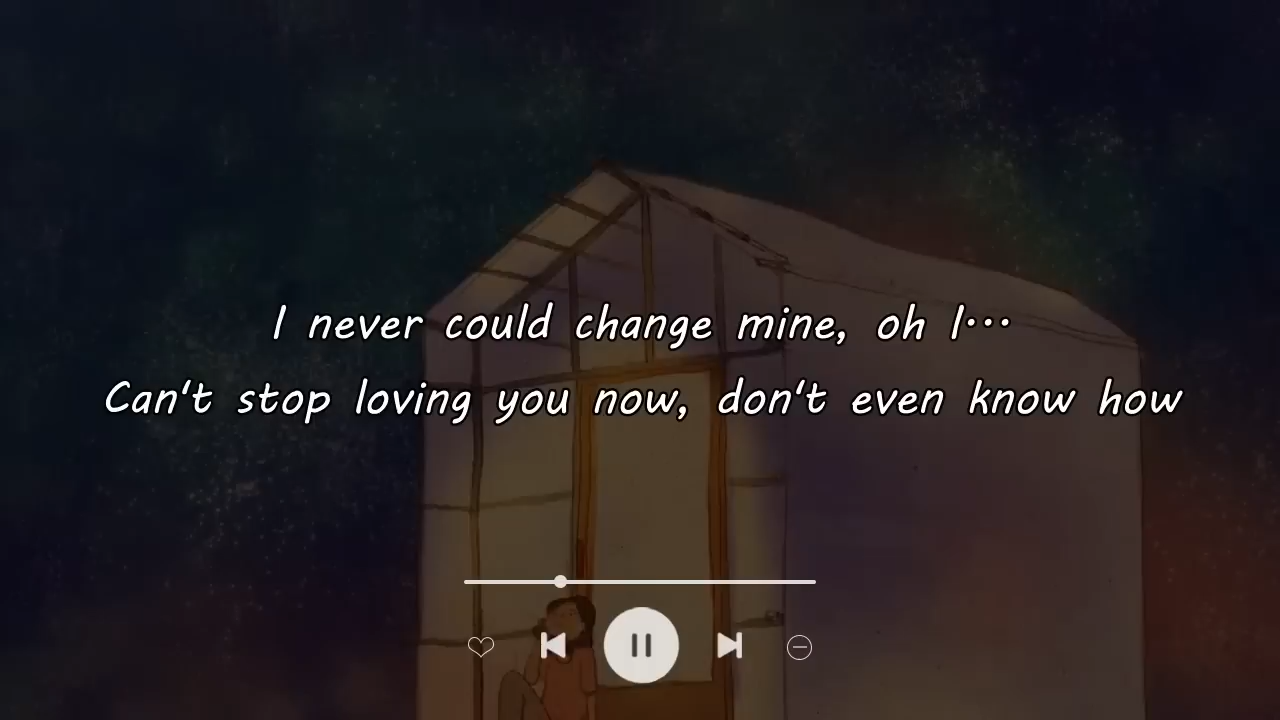 I never could change mine, oh I...
Can't stop loving you now, don't even know how